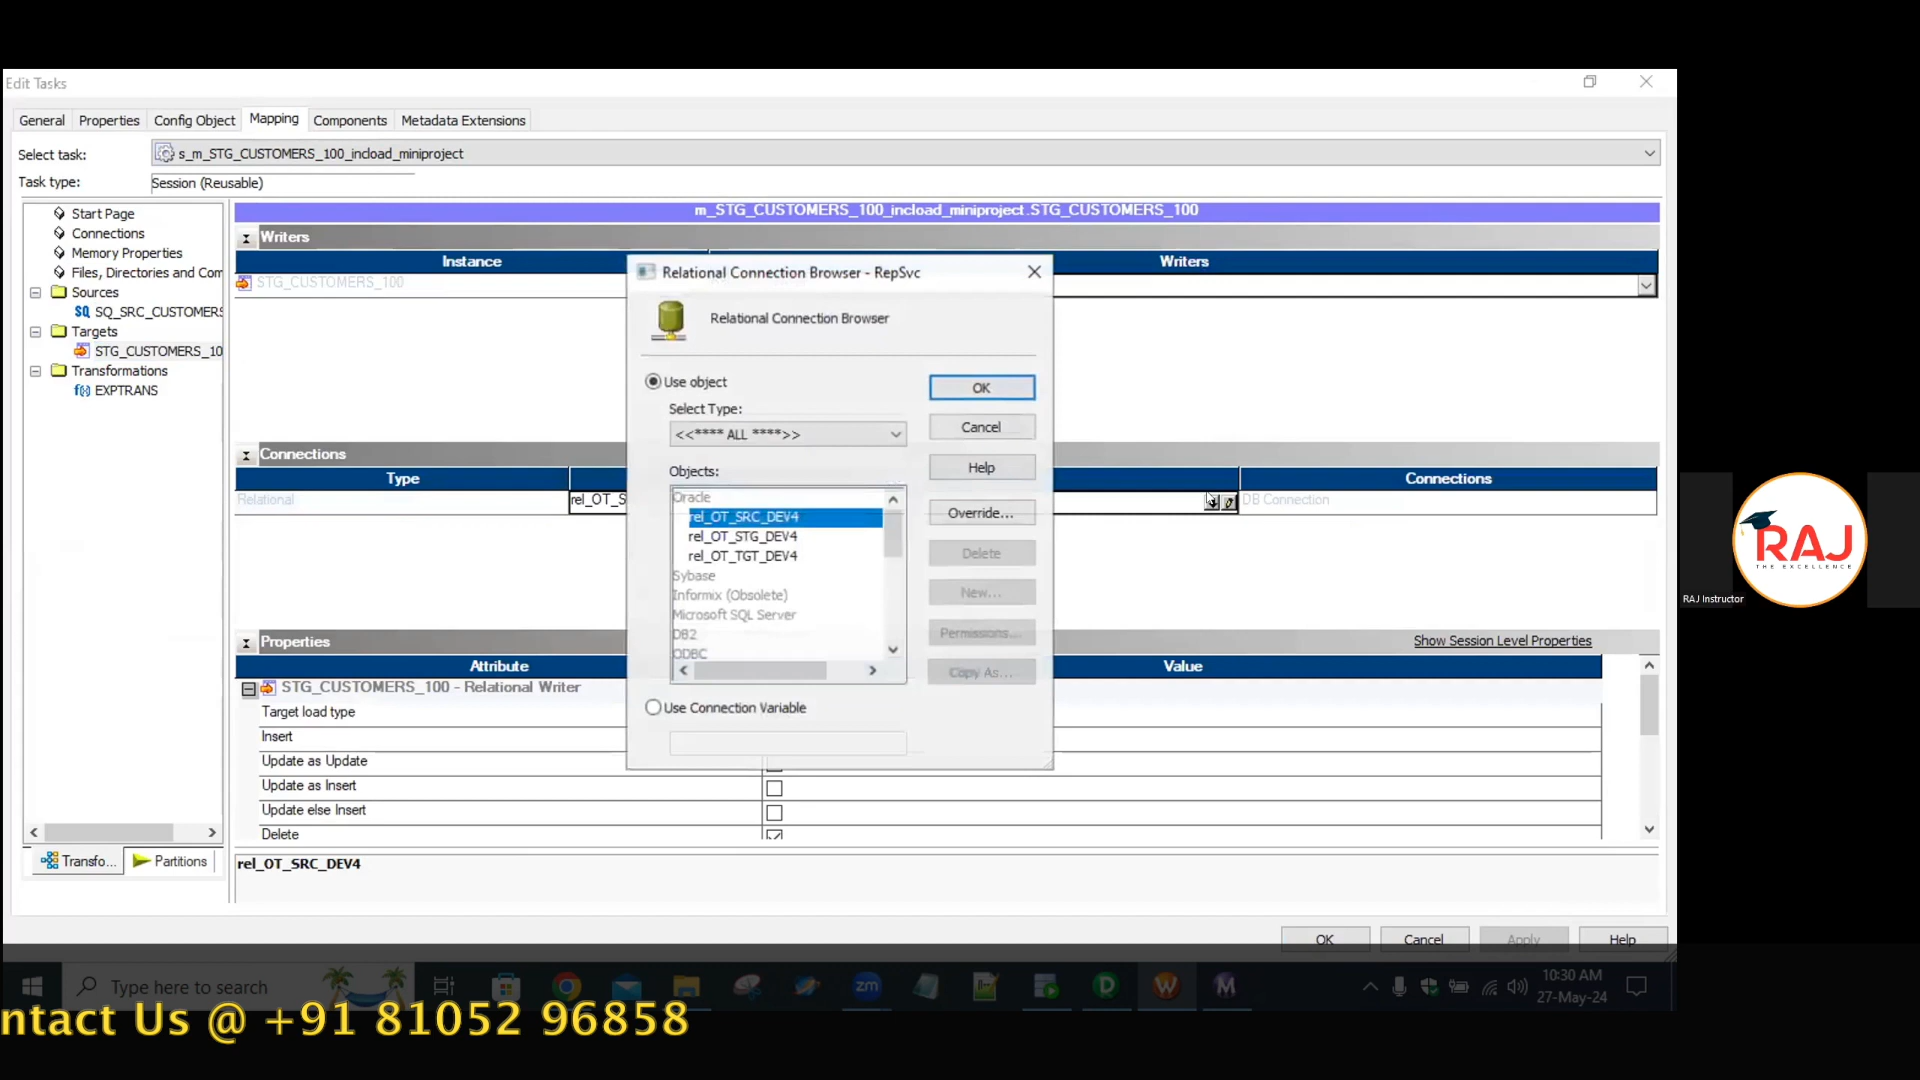 Edit Tasks
General Properties Config Object Mapping Components Metadata Extensions
Select task: s_m_STG_CUSTOMERS_100_incload_miniproject
Task type: Session (Reusable)
Start Page
Connections
Memory Properties
Files, Directories and Com
Sources
SQ_SRC_CUSTOMERS
Targets
STG_CUSTOMERS_10
Transformations
EXPTRANS
Transfo... Partitions
m_STG_CUSTOMERS_100_incload_miniproject.STG_CUSTOMERS_100
Writers
Instance Writers
STG_CUSTOMERS_100
Connections
Type Connections
Relational rel_OT_S DB Connection
Properties Show Session Level Properties
Attribute Value
STG_CUSTOMERS_100 - Relational Writer
Target load type
Insert
Update as Update
Update as Insert
Update else Insert
Delete
rel_OT_SRC_DEV4
Relational Connection Browser - RepSvc
Relational Connection Browser
Use object
Select Type:
<<**** ALL ****>>
Objects:
Oracle
rel_OT_SRC_DEV4
rel_OT_STG_DEV4
rel_OT_TGT_DEV4
Sybase
Informix (Obsolete)
Microsoft SQL Server
DB2
ODBC
Use Connection Variable
OK
Cancel
Help
Override...
Delete
New...
Permissions...
Copy As...
OK Cancel Apply Help
RAJ
THE EXCELLENCE
RAJ Instructor
Type here to search
zm
10:30 AM
27-May-24
ntact Us @ +91 81052 96858